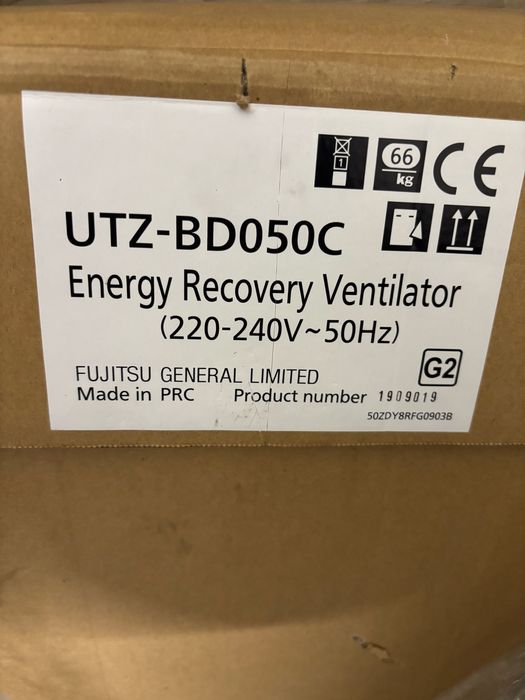 1
66
kg
CE
UTZ-BD050C
Energy Recovery Ventilator
(220-240V~50Hz)
G2
FUJITSU GENERAL LIMITED
Made in PRC Product number 1909019
50ZDY8RFG0903B